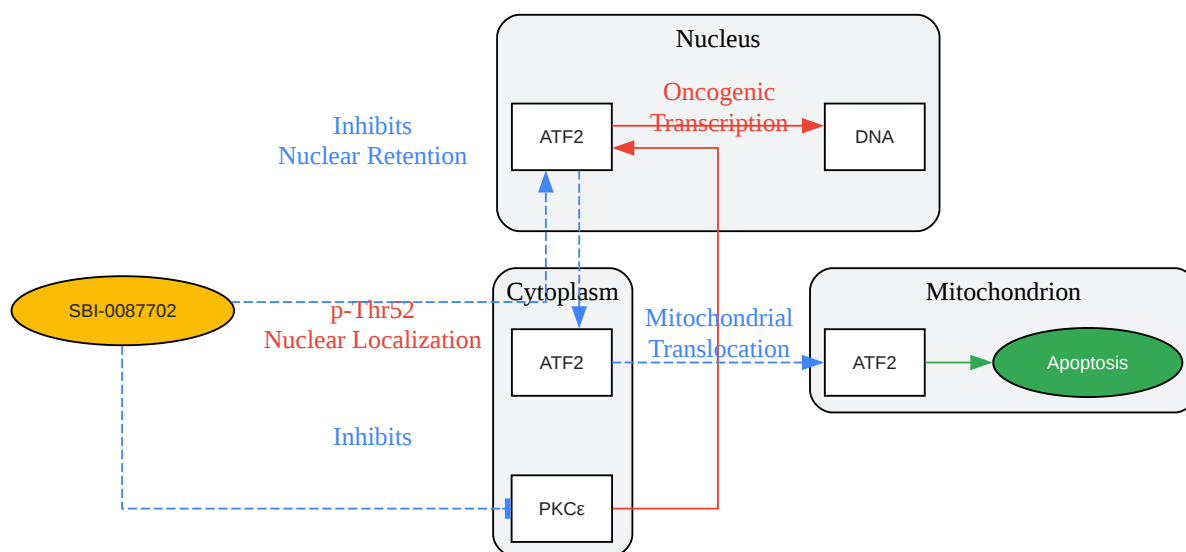 Nucleus
Oncogenic
Transcription
ATF2
DNA
Inhibits
Nuclear Retention
SBI-0087702
p-Thr52
Nuclear Localization
Cytoplasm
ATF2
Mitochondrial
Translocation
Mitochondrion
ATF2
Apoptosis
Inhibits
PKCε